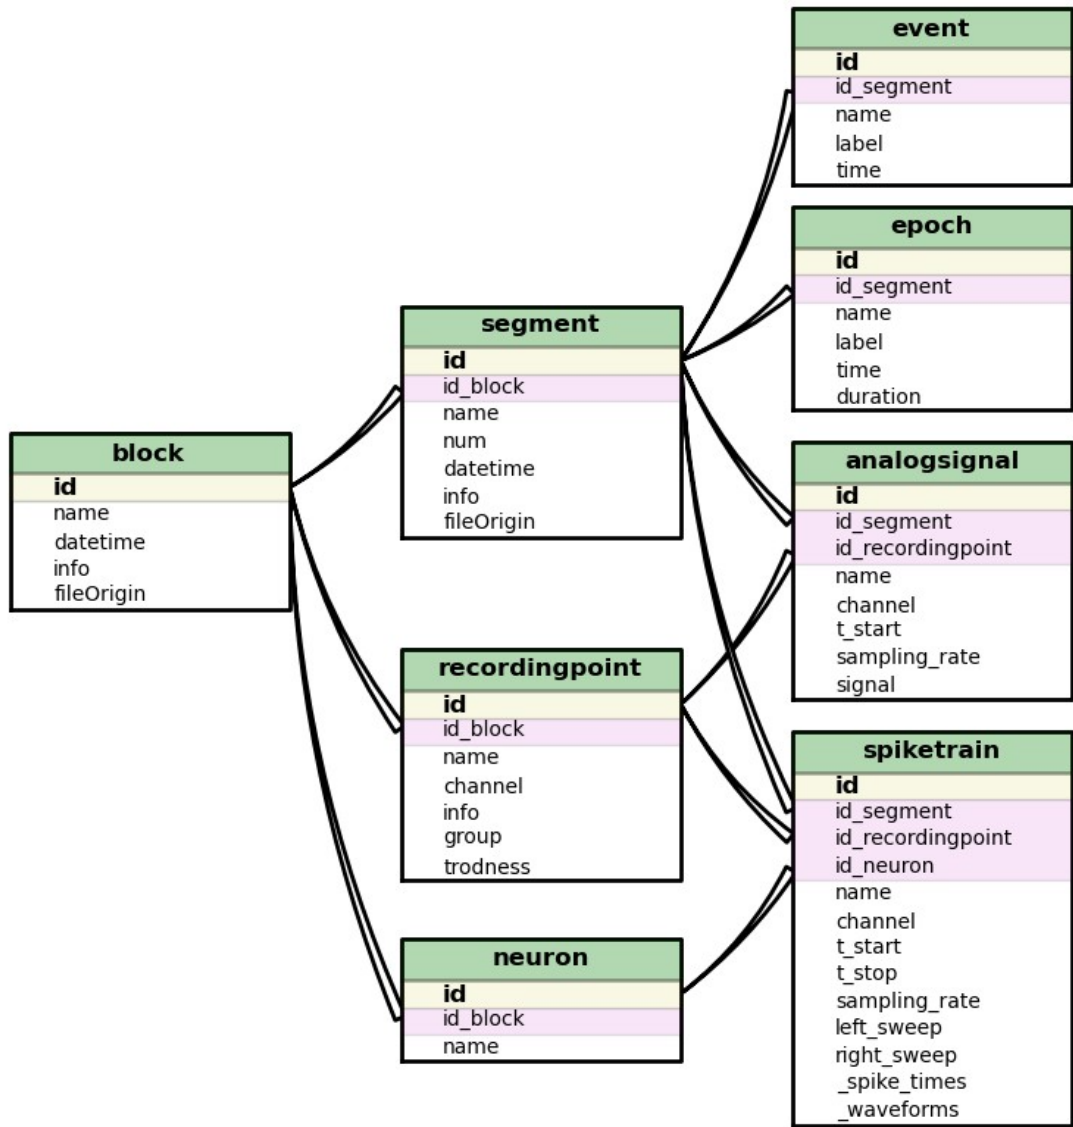 block
id
name
datetime
info
fileOrigin
segment
id
id_block
name
num
datetime
info
fileOrigin
recordingpoint
id
id_block
name
channel
info
group
trodness
neuron
id
id_block
name
event
id
id_segment
name
label
time
epoch
id
id_segment
name
label
time
duration
analogsignal
id
id_segment
id_recordingpoint
name
channel
t_start
sampling_rate
signal
spiketrain
id
id_segment
id_recordingpoint
id_neuron
name
channel
t_start
t_stop
sampling_rate
left_sweep
right_sweep
_spike_times
_waveforms